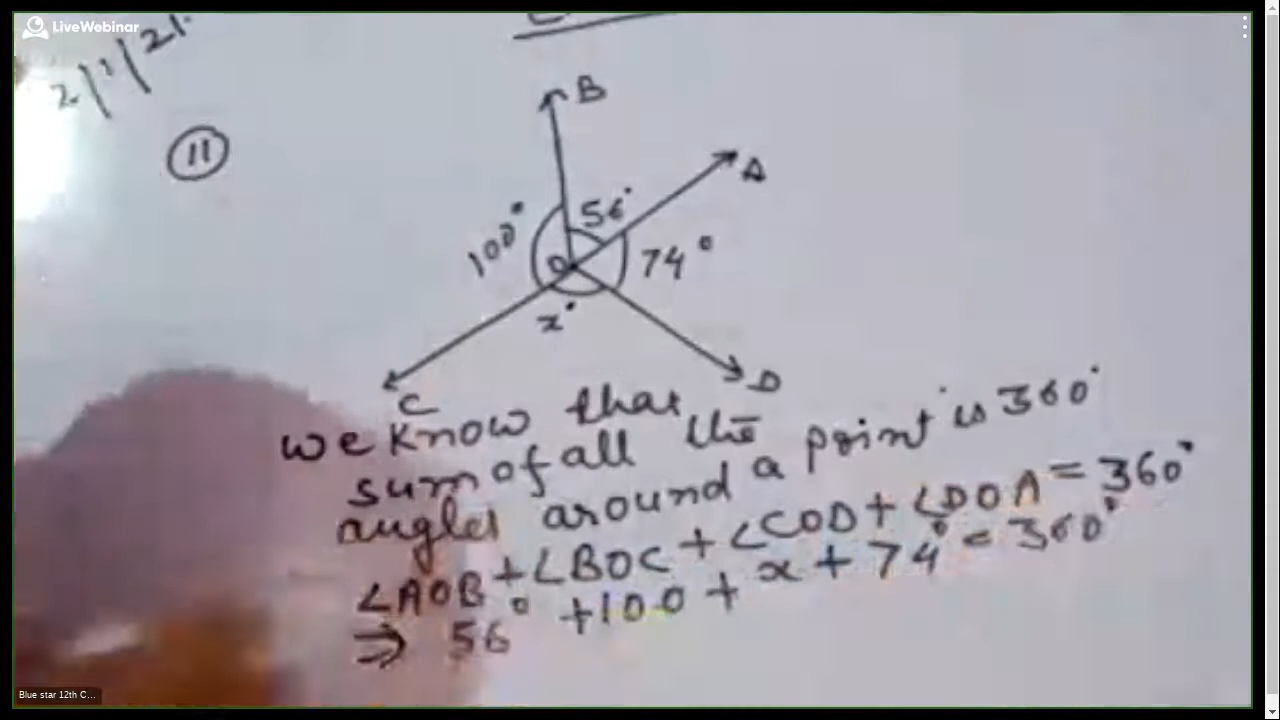 LiveWebinar
2/1/21
11
B
A
56°
100°
74°
O
x°
D
C
we know that
sum of all the
angles around a point is 360°
∠AOB + ∠BOC + ∠COD + ∠DOA = 360°
⇒ 56° + 100 + x + 74° = 360°
Blue star 12th C...